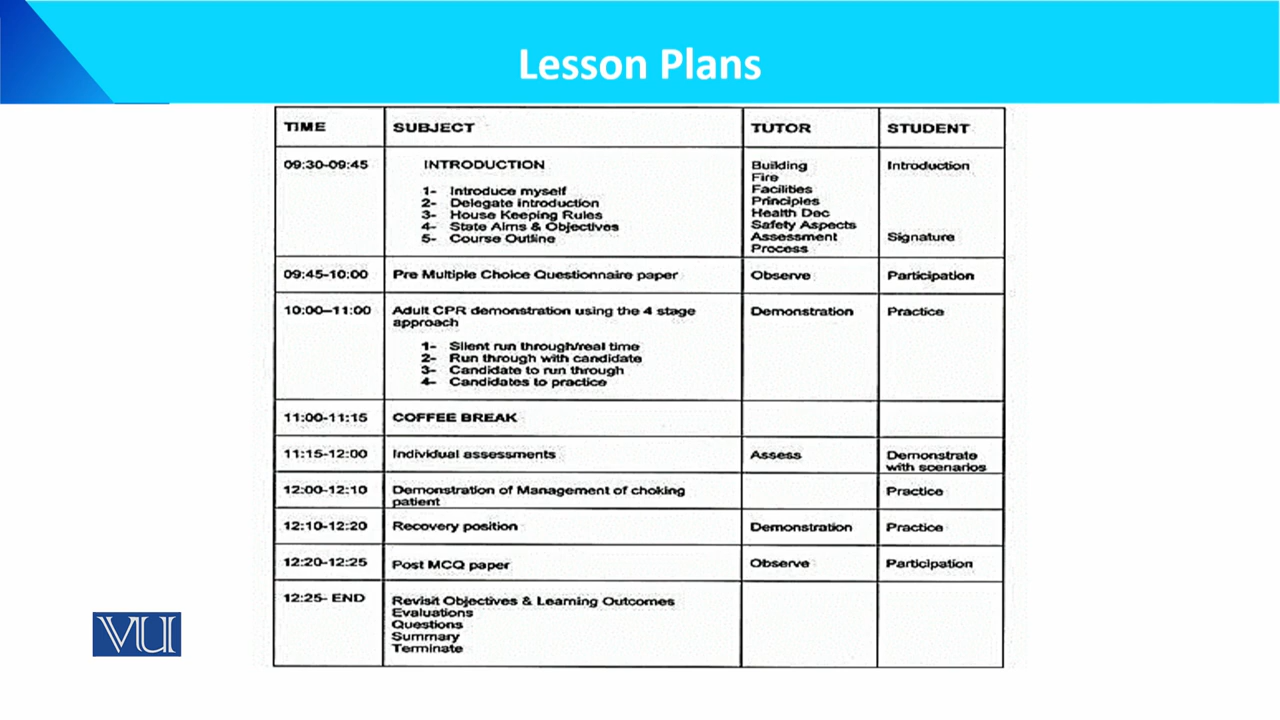 Lesson Plans
TIME SUBJECT TUTOR STUDENT
09:30-09:45 INTRODUCTION Building Introduction
Fire
1- Introduce myself Facilities
2- Delegate introduction Principles
3- House Keeping Rules Health Dec
4- State Aims & Objectives Safety Aspects
5- Course Outline Assessment Signature
Process
09:45-10:00 Pre Multiple Choice Questionnaire paper Observe Participation
10:00–11:00 Adult CPR demonstration using the 4 stage Demonstration Practice
approach
1- Silent run through/real time
2- Run through with candidate
3- Candidate to run through
4- Candidates to practice
11:00-11:15 COFFEE BREAK
11:15-12:00 Individual assessments Assess Demonstrate
with scenarios
12:00-12:10 Demonstration of Management of choking Practice
patient
12:10-12:20 Recovery position Demonstration Practice
12:20-12:25 Post MCQ paper Observe Participation
12:25- END Revisit Objectives & Learning Outcomes
Evaluations
Questions
Summary
Terminate
VU